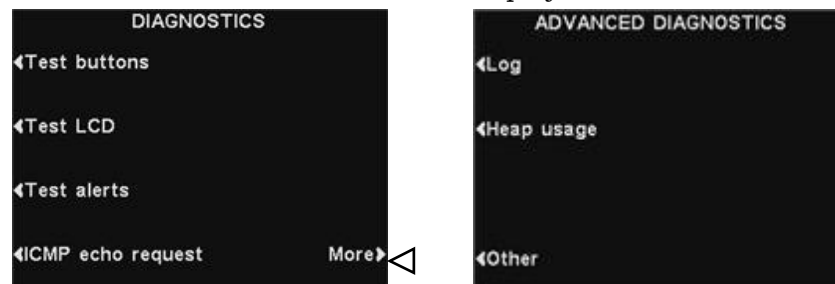 DIAGNOSTICS
Test buttons
Test LCD
Test alerts
ICMP echo request More
ADVANCED DIAGNOSTICS
Log
Heap usage
Other